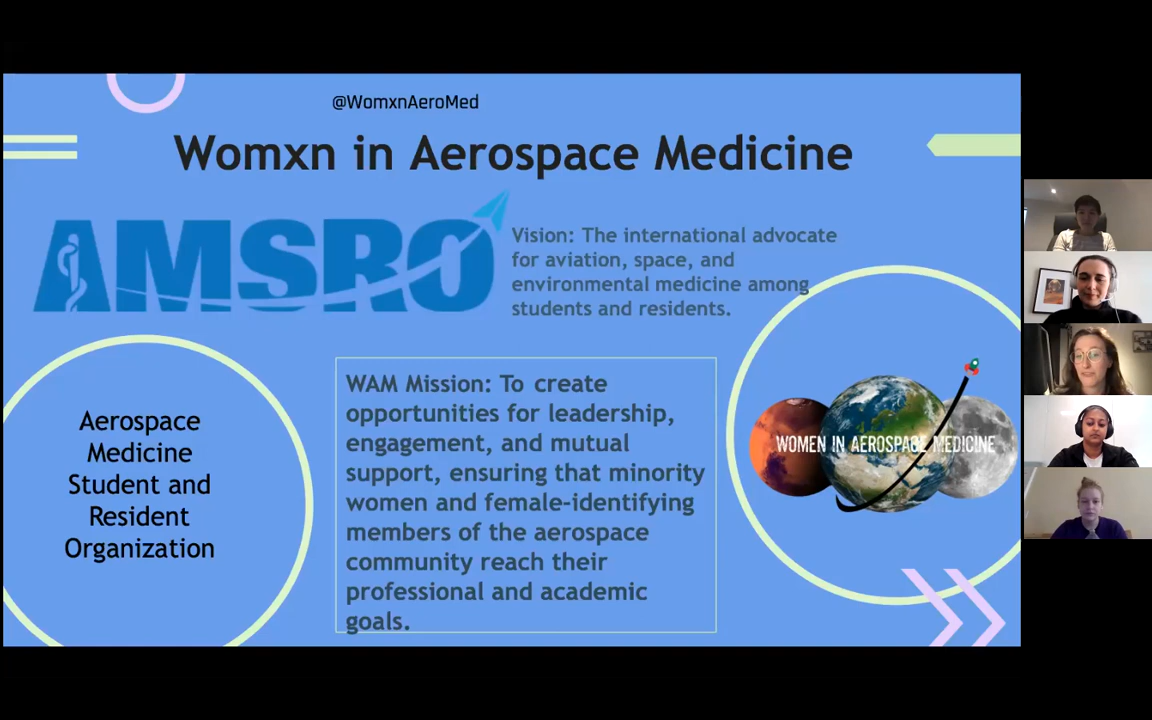 @WomxnAeroMed
Womxn in Aerospace Medicine
AMSRO
Vision: The international advocate
for aviation, space, and
environmental medicine among
students and residents.
Aerospace
Medicine
Student and
Resident
Organization
WAM Mission: To create
opportunities for leadership,
engagement, and mutual
support, ensuring that minority
women and female-identifying
members of the aerospace
community reach their
professional and academic
goals.
WOMEN IN AEROSPACE MEDICINE